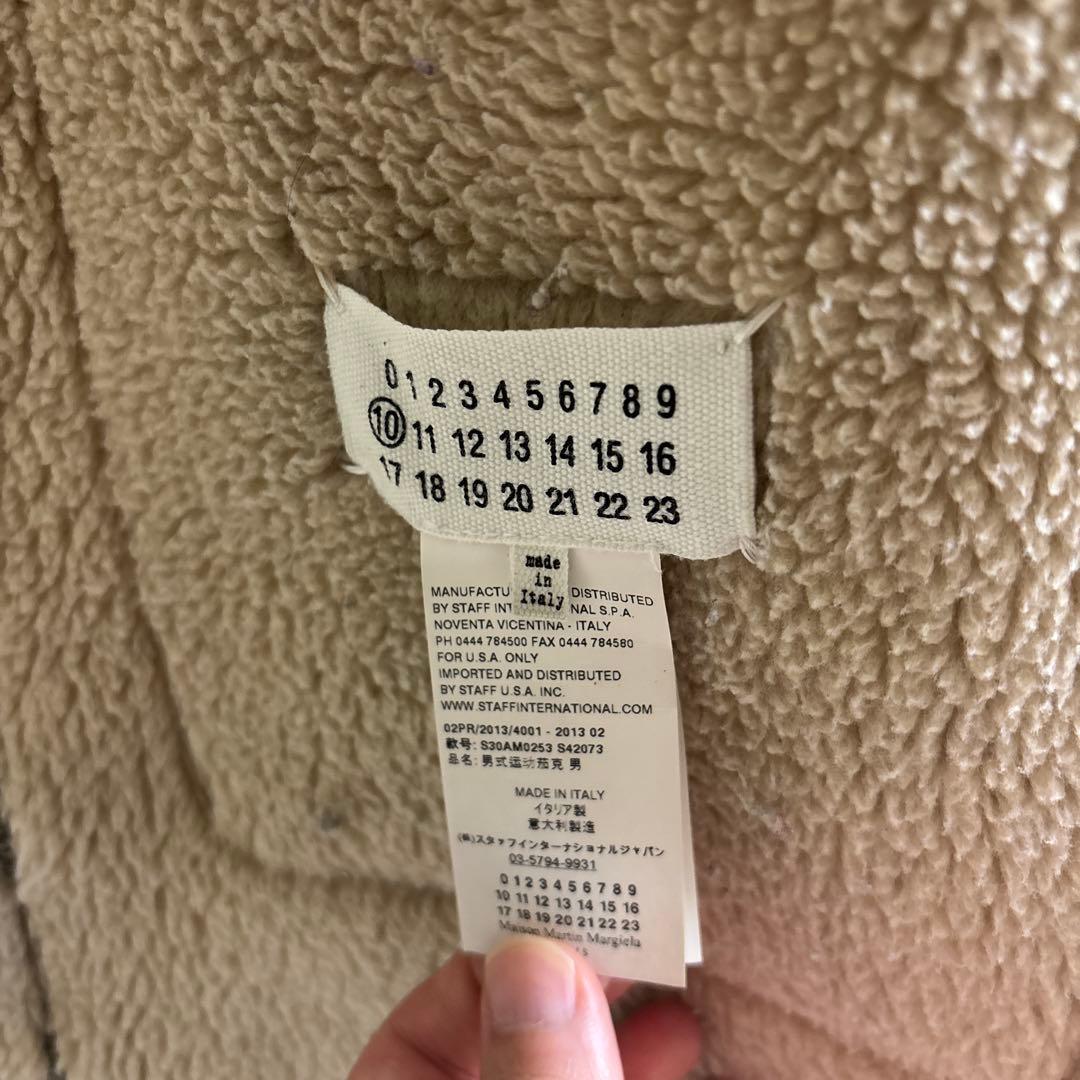 0 1 2 3 4 5 6 7 8 9
10 11 12 13 14 15 16
17 18 19 20 21 22 23
made
in
Italy
MANUFACTU DISTRIBUTED
BY STAFF INT NAL S.P.A.
NOVENTA VICENTINA - ITALY
PH 0444 784500 FAX 0444 784580
FOR U.S.A. ONLY
IMPORTED AND DISTRIBUTED
BY STAFF U.S.A. INC.
WWW.STAFFINTERNATIONAL.COM
02PR/2013/4001 - 2013 02
款号: S30AM0253 S42073
品名: 男式运动茄克 男
MADE IN ITALY
イタリア製
意大利製造
(株)スタッフインターナショナルジャパン
03-5794-9931
0 1 2 3 4 5 6 7 8 9
10 11 12 13 14 15 16
17 18 19 20 21 22 23
Maison Martin Margiela